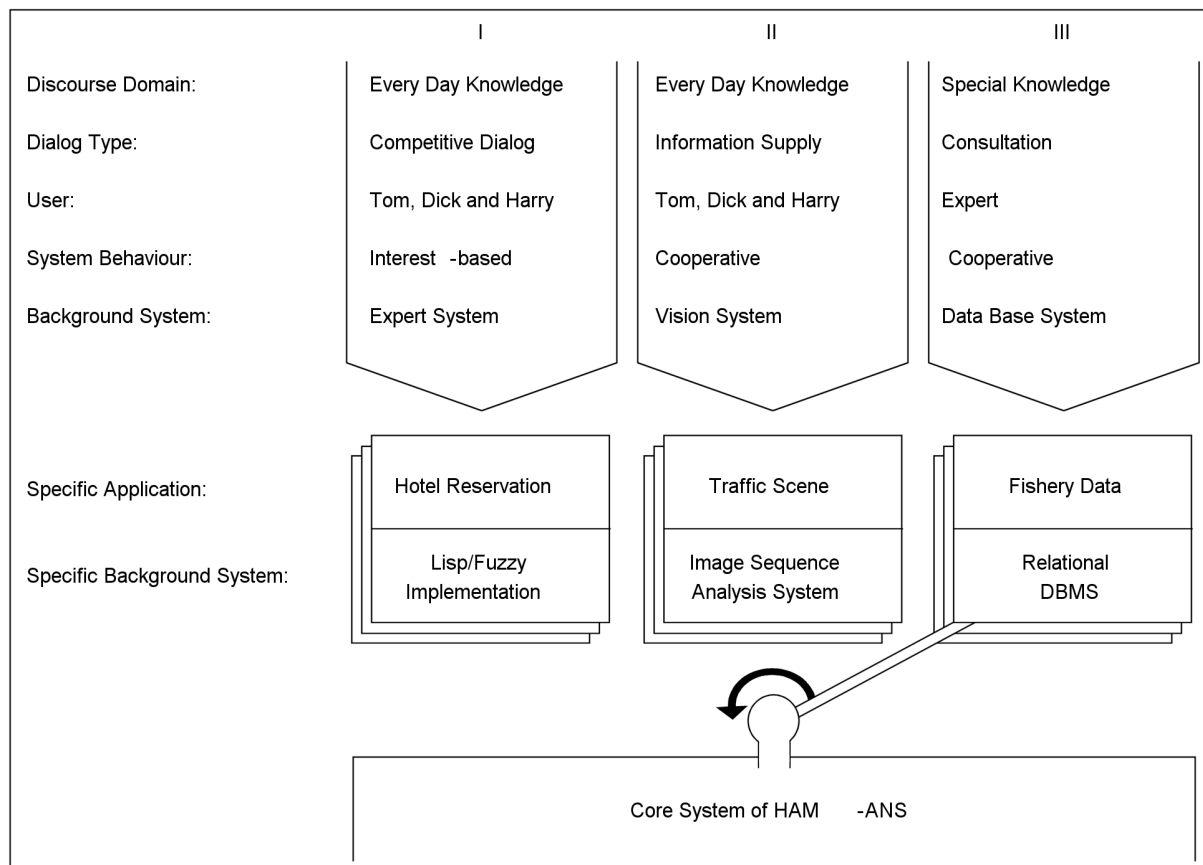 I II III
Discourse Domain: Every Day Knowledge Every Day Knowledge Special Knowledge
Dialog Type: Competitive Dialog Information Supply Consultation
User: Tom, Dick and Harry Tom, Dick and Harry Expert
System Behaviour: Interest -based Cooperative Cooperative
Background System: Expert System Vision System Data Base System
Specific Application: Hotel Reservation Traffic Scene Fishery Data
Specific Background System: Lisp/Fuzzy Implementation Image Sequence Analysis System Relational DBMS
Core System of HAM -ANS